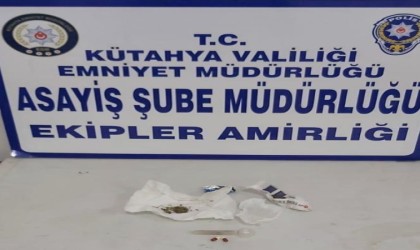 T.C.
KÜTAHYA VALİLİĞİ
EMNİYET MÜDÜRLÜĞÜ
ASAYİŞ ŞUBE MÜDÜRLÜĞÜ
EKİPLER AMİRLİĞİ